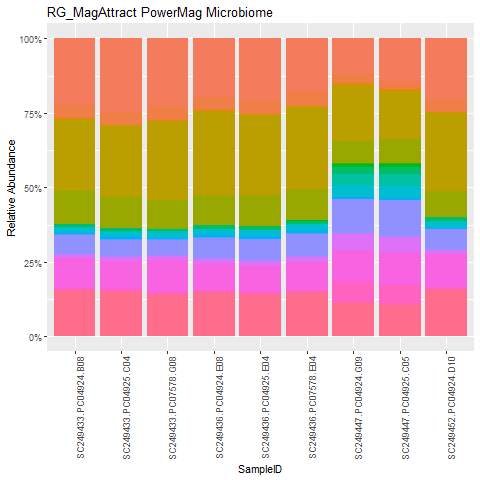 RG_MagAttract PowerMag Microbiome
Relative Abundance
100%
75%
50%
25%
0%
SC249433.PC04924.B08
SC249433.PC04925.C04
SC249433.PC07578.G08
SC249436.PC04924.E08
SC249436.PC04925.E04
SC249436.PC07578.E04
SC249447.PC04924.G09
SC249447.PC04925.C05
SC249452.PC04924.D10
SampleID